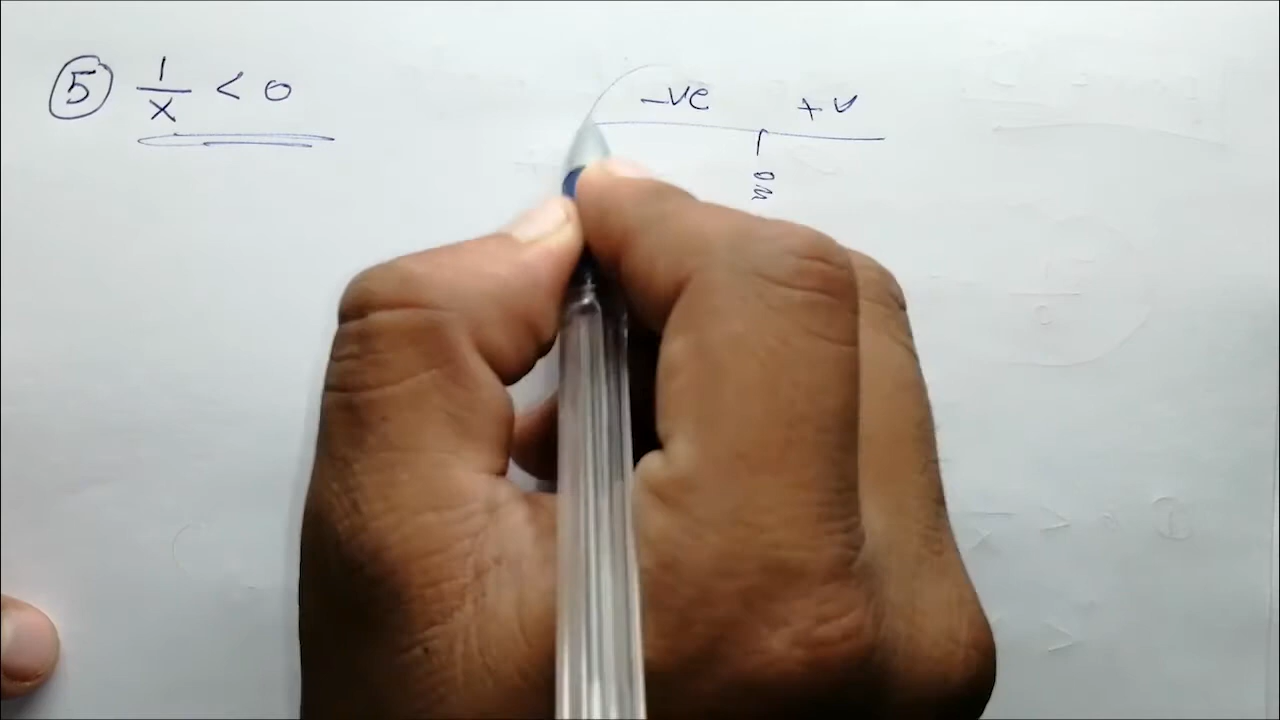 ⑤ 1/x < 0
-ve +v
0